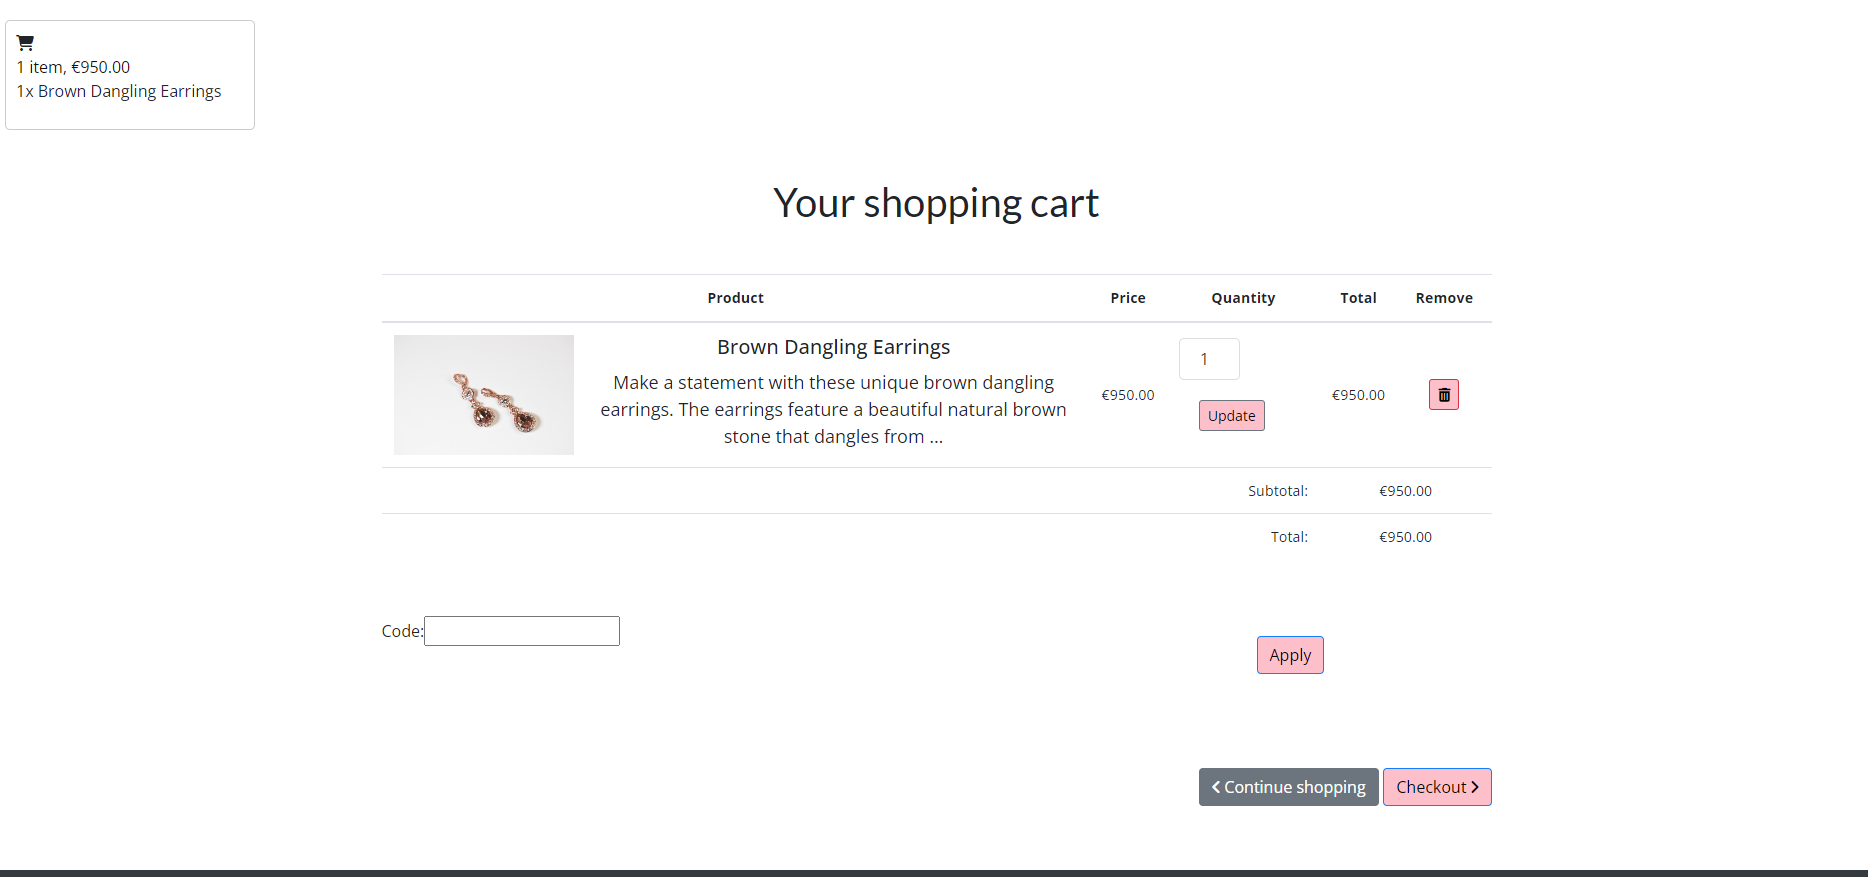 1 item, €950.00
1x Brown Dangling Earrings
Your shopping cart
Product Price Quantity Total Remove
Brown Dangling Earrings
Make a statement with these unique brown dangling
earrings. The earrings feature a beautiful natural brown
stone that dangles from ...
€950.00
1
Update
€950.00
Subtotal: €950.00
Total: €950.00
Code:
Apply
Continue shopping
Checkout